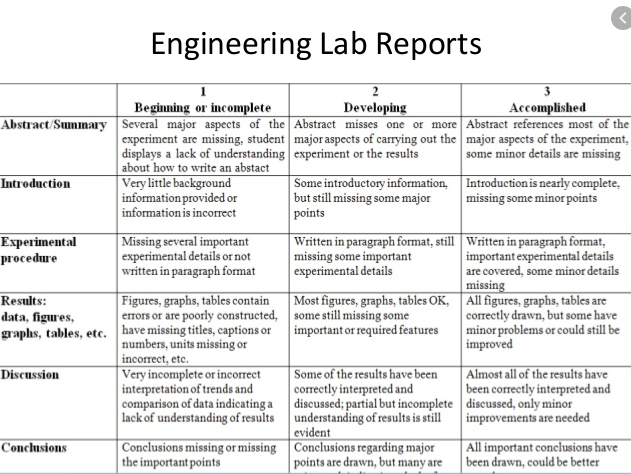 Engineering Lab Reports
1
Beginning or incomplete
2
Developing
3
Accomplished
Abstract/Summary
Several major aspects of the
experiment are missing, student
displays a lack of understanding
about how to write an abstact
Abstract misses one or more
major aspects of carrying out the
experiment or the results
Abstract references most of the
major aspects of the experiment,
some minor details are missing
Introduction
Very little background
information provided or
information is incorrect
Some introductory information,
but still missing some major
points
Introduction is nearly complete,
missing some minor points
Experimental
procedure
Missing several important
experimental details or not
written in paragraph format
Written in paragraph format, still
missing some important
experimental details
Written in paragraph format,
important experimental details
are covered, some minor details
missing
Results:
data, figures,
graphs, tables, etc.
Figures, graphs, tables contain
errors or are poorly constructed,
have missing titles, captions or
numbers, units missing or
incorrect, etc.
Most figures, graphs, tables OK,
some still missing some
important or required features
All figures, graphs, tables are
correctly drawn, but some have
minor problems or could still be
improved
Discussion
Very incomplete or incorrect
interpretation of trends and
comparison of data indicating a
lack of understanding of results
Some of the results have been
correctly interpreted and
discussed; partial but incomplete
understanding of results is still
evident
Almost all of the results have
been correctly interpreted and
discussed, only minor
improvements are needed
Conclusions
Conclusions missing or missing
the important points
Conclusions regarding major
points are drawn, but many are
All important conclusions have
been drawn, could be better